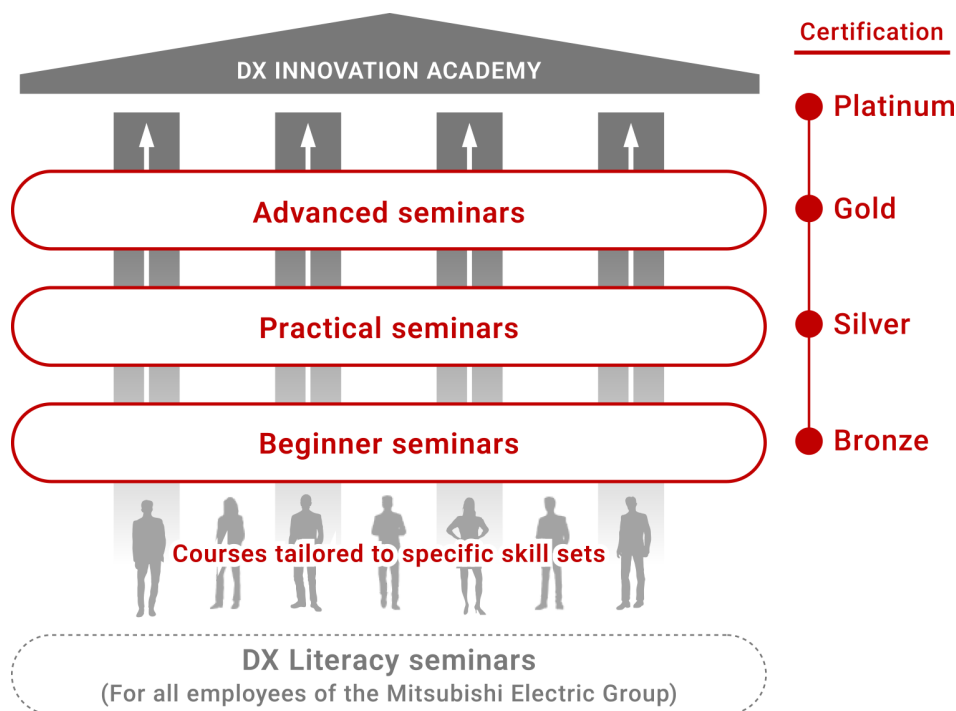 Certification
DX INNOVATION ACADEMY
Platinum
Advanced seminars
Gold
Practical seminars
Silver
Beginner seminars
Bronze
Courses tailored to specific skill sets
DX Literacy seminars
(For all employees of the Mitsubishi Electric Group)